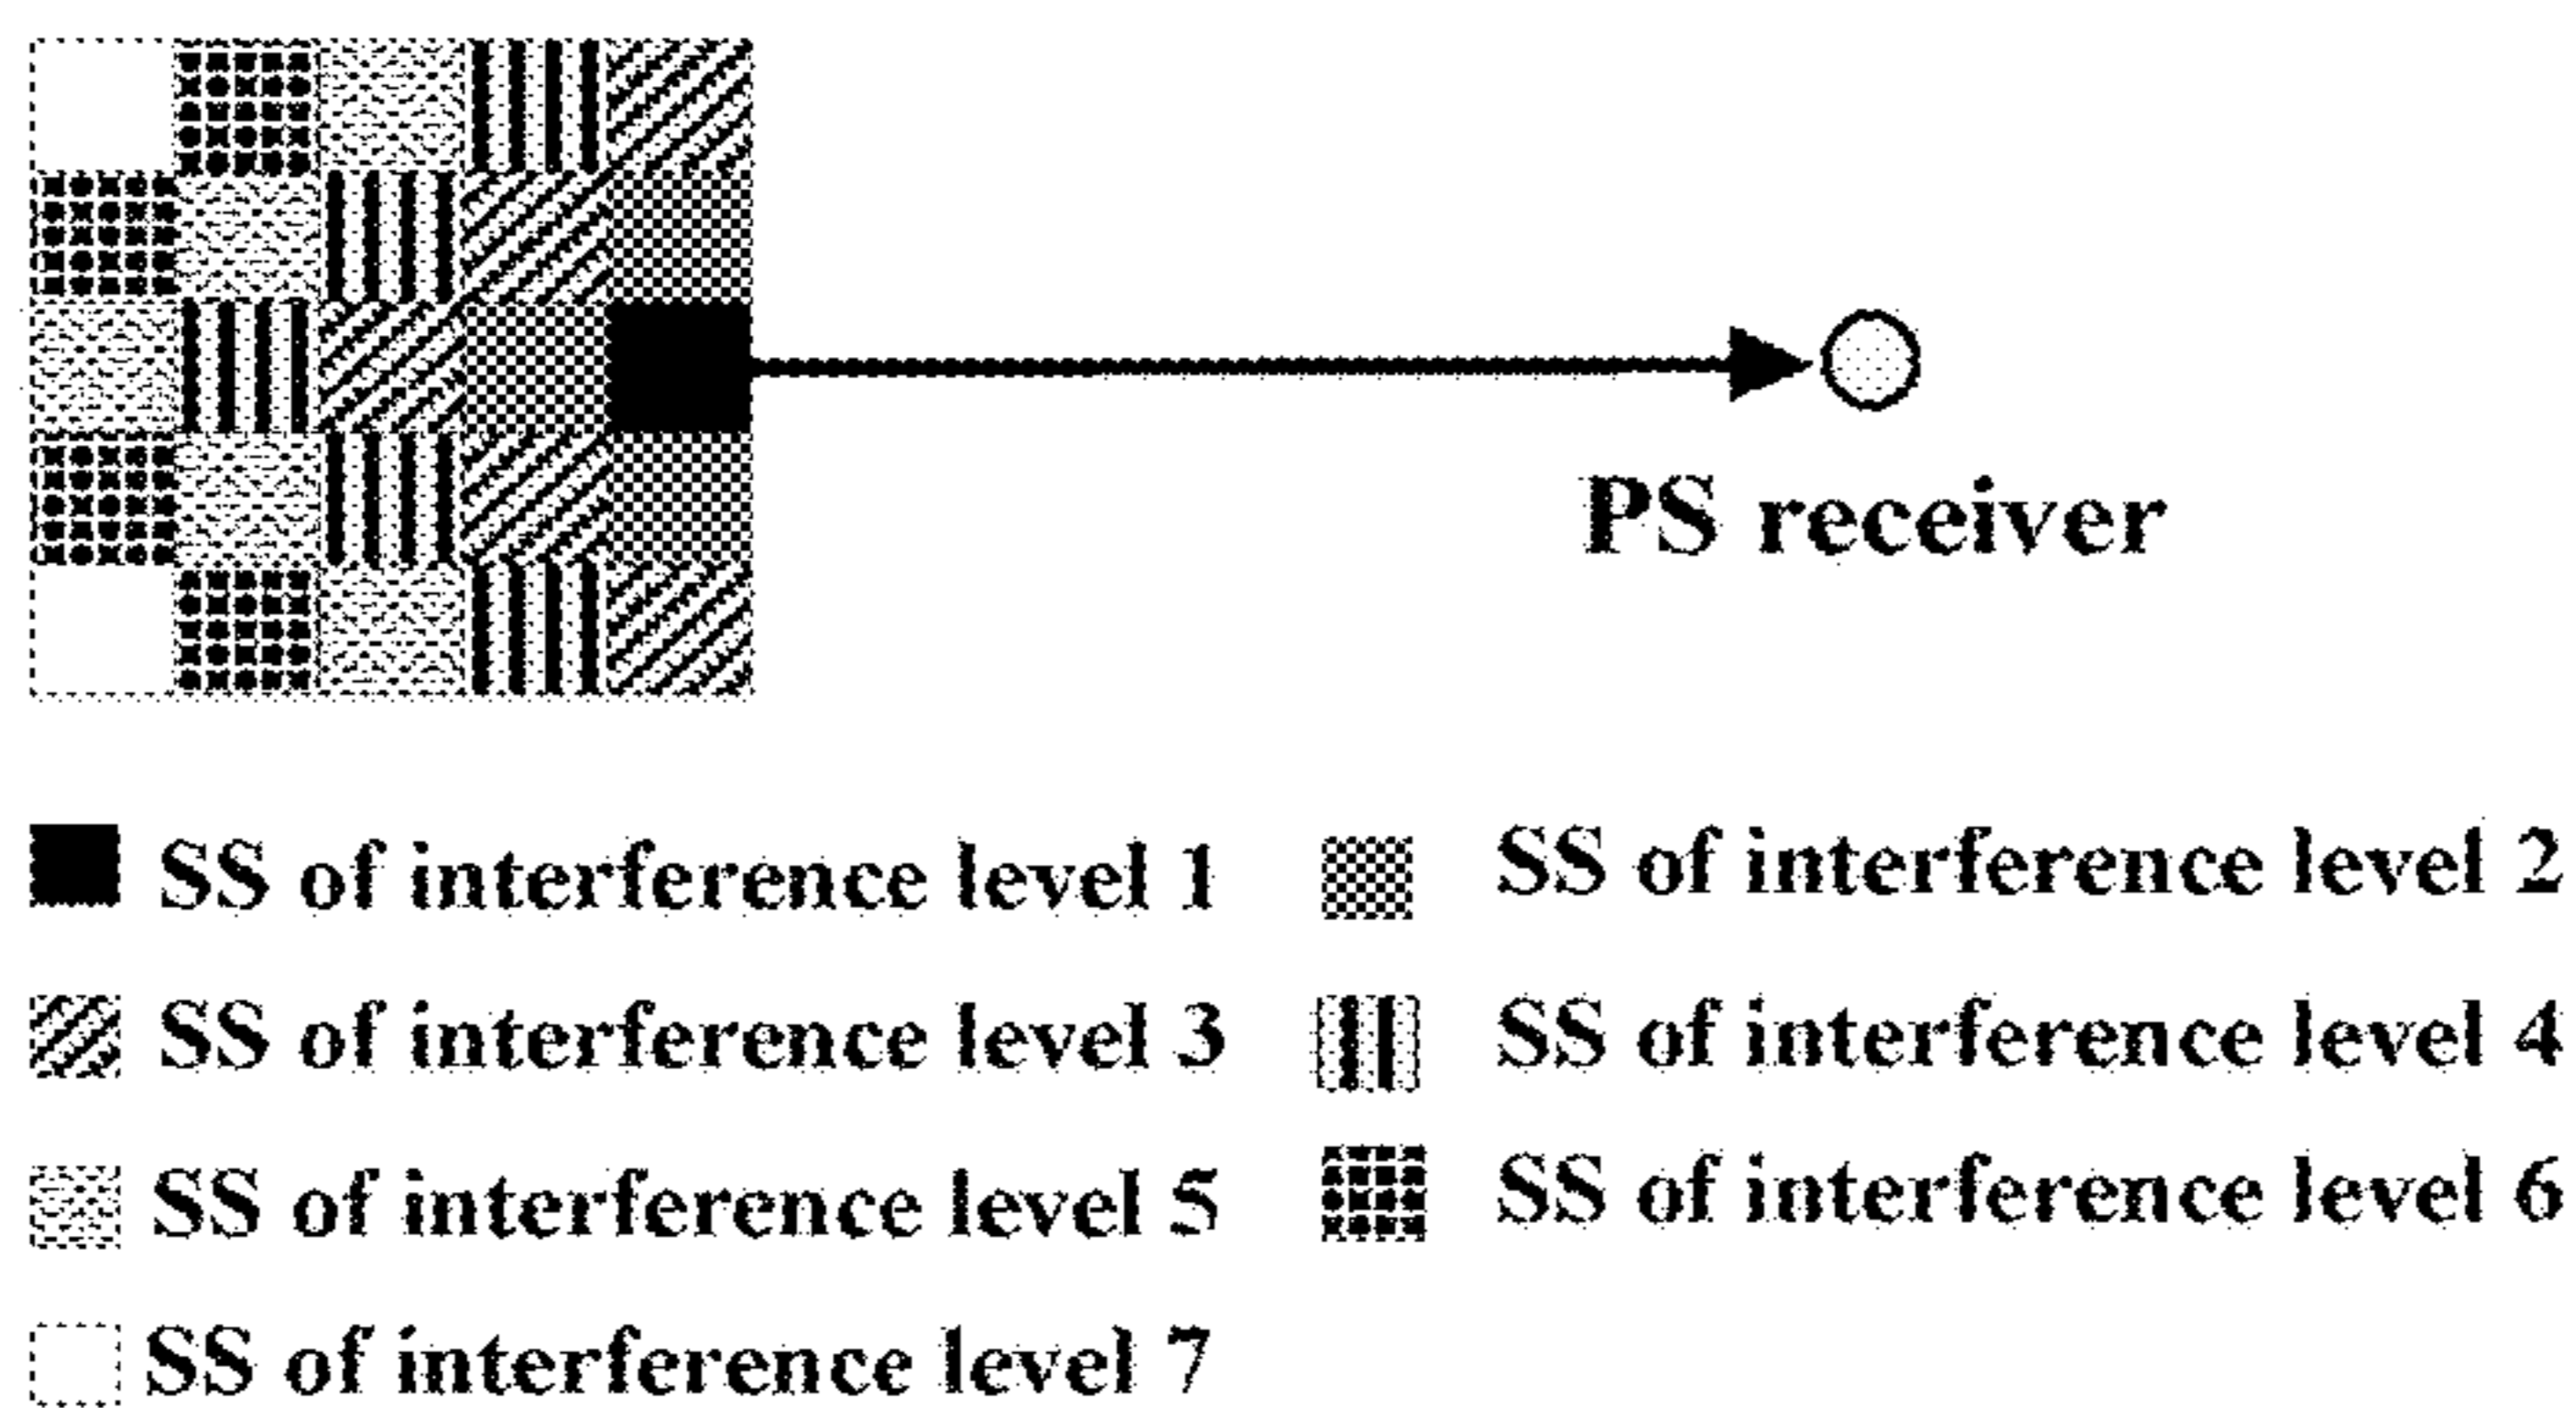 PS receiver
SS of interference level 1
SS of interference level 2
SS of interference level 3
SS of interference level 4
SS of interference level 5
SS of interference level 6
SS of interference level 7